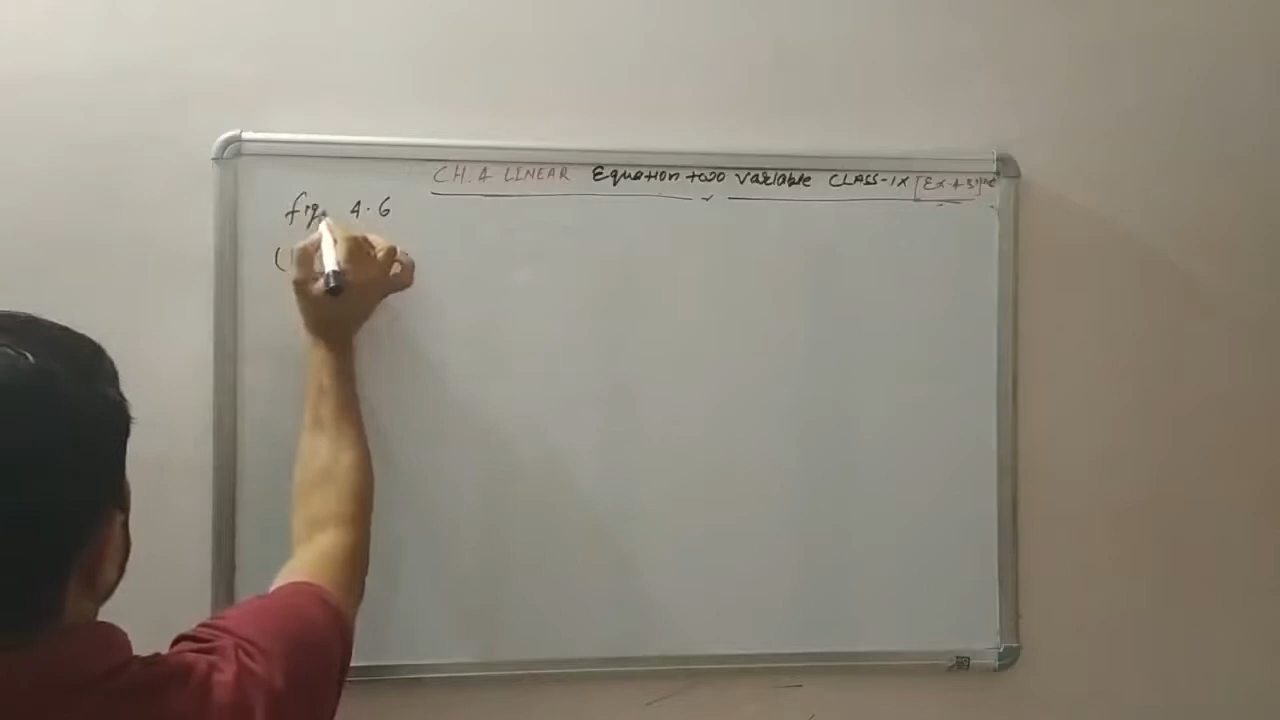 CH.4 LINEAR Equation two Variable CLASS-IX [Ex-4.3]
fig. 4.6
(